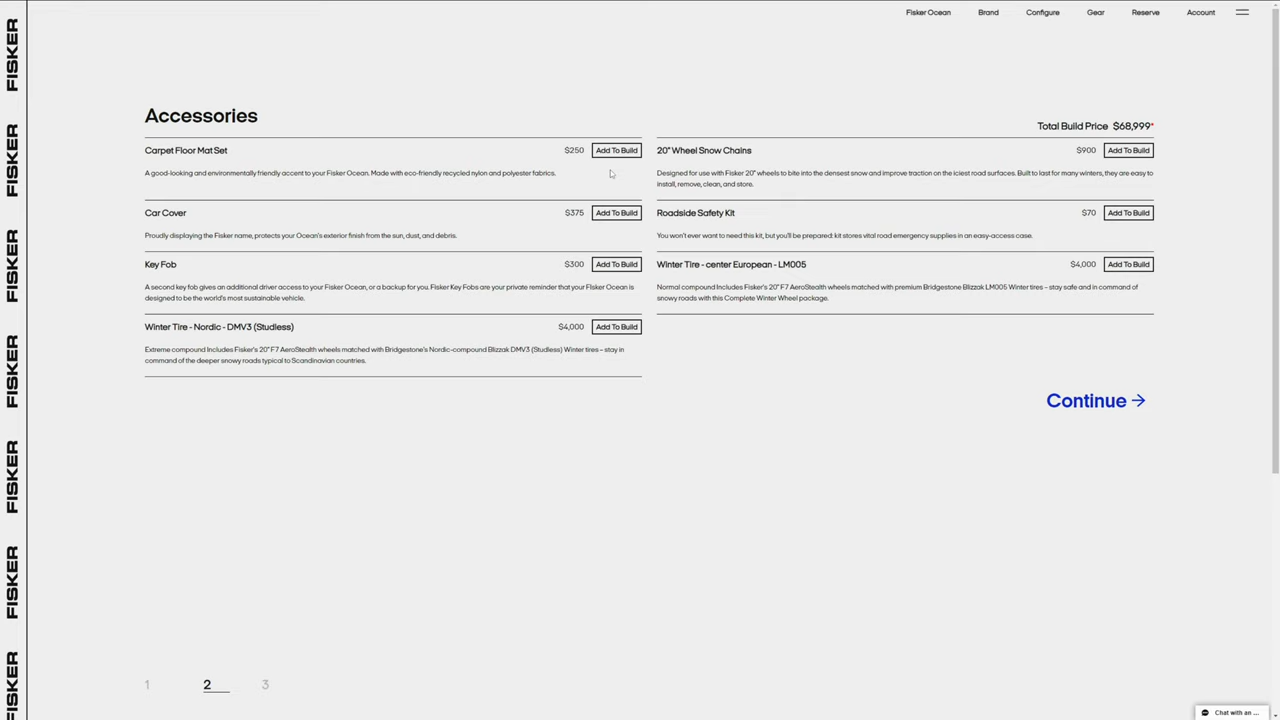 Fisker Ocean Brand Configure Gear Reserve Account
FISKER
FISKER
FISKER
FISKER
FISKER
FISKER
FISKER
Accessories
Total Build Price $68,999*
Carpet Floor Mat Set $250 Add To Build
A good-looking and environmentally friendly accent to your Fisker Ocean. Made with eco-friendly recycled nylon and polyester fabrics.
20" Wheel Snow Chains $900 Add To Build
Designed for use with Fisker 20" wheels to bite into the densest snow and improve traction on the iciest road surfaces. Built to last for many winters, they are easy to
install, remove, clean, and store.
Car Cover $375 Add To Build
Proudly displaying the Fisker name, protects your Ocean's exterior finish from the sun, dust, and debris.
Roadside Safety Kit $70 Add To Build
You won't ever want to need this kit, but you'll be prepared: kit stores vital road emergency supplies in an easy-access case.
Key Fob $300 Add To Build
A second key fob gives an additional driver access to your Fisker Ocean, or a backup for you. Fisker Key Fobs are your private reminder that your Fisker Ocean is
designed to be the world's most sustainable vehicle.
Winter Tire - center European - LM005 $4,000 Add To Build
Normal compound Includes Fisker's 20" F7 AeroStealth wheels matched with premium Bridgestone Blizzak LM005 Winter tires – stay safe and in command of
snowy roads with this Complete Winter Wheel package.
Winter Tire - Nordic - DMV3 (Studless) $4,000 Add To Build
Extreme compound Includes Fisker's 20" F7 AeroStealth wheels matched with Bridgestone's Nordic-compound Blizzak DMV3 (Studless) Winter tires – stay in
command of the deeper snowy roads typical to Scandinavian countries.
Continue →
1 2 3
Chat with an ...